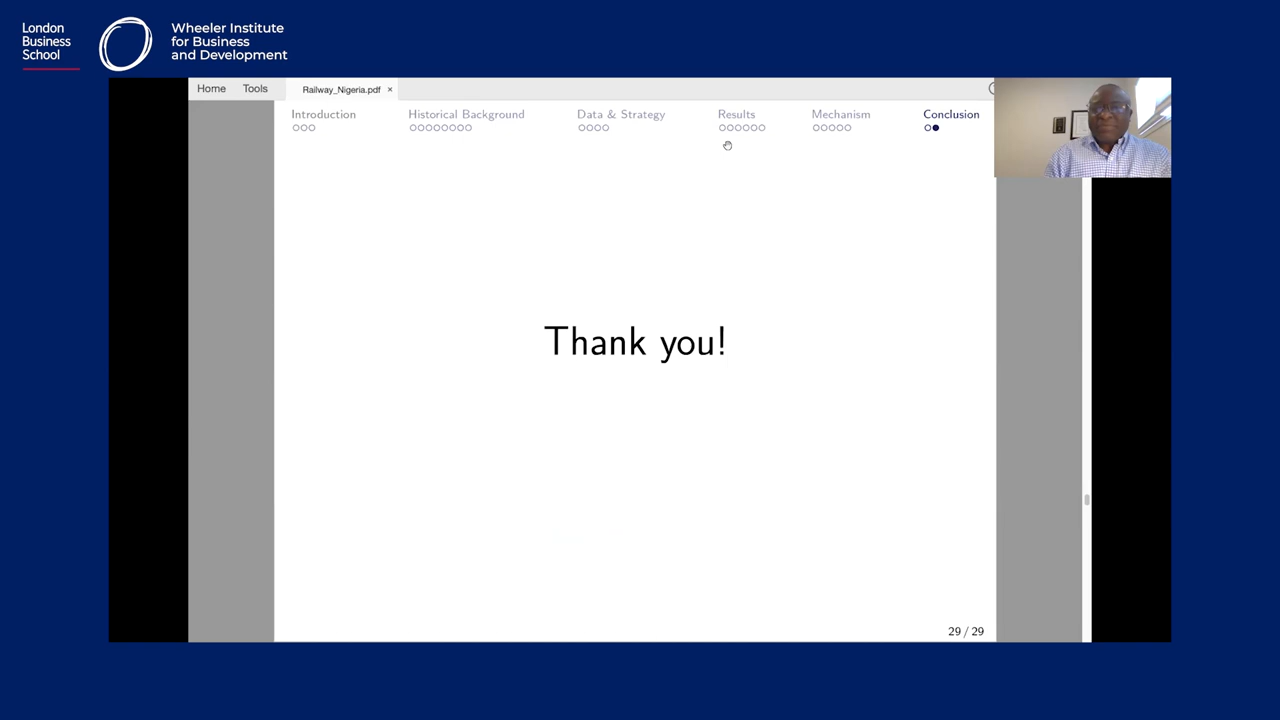 London
Business
School
Wheeler Institute
for Business
and Development
Home Tools Railway_Nigeria.pdf ×
Introduction Historical Background Data & Strategy Results Mechanism Conclusion
Thank you!
29 / 29